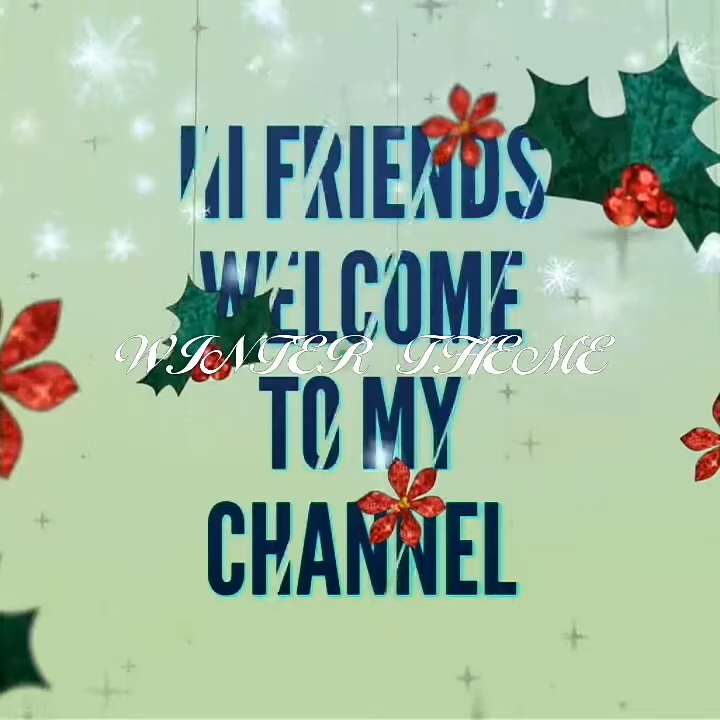 HI FRIENDS
WELCOME
WINTER THEME
TO MY
CHANNEL